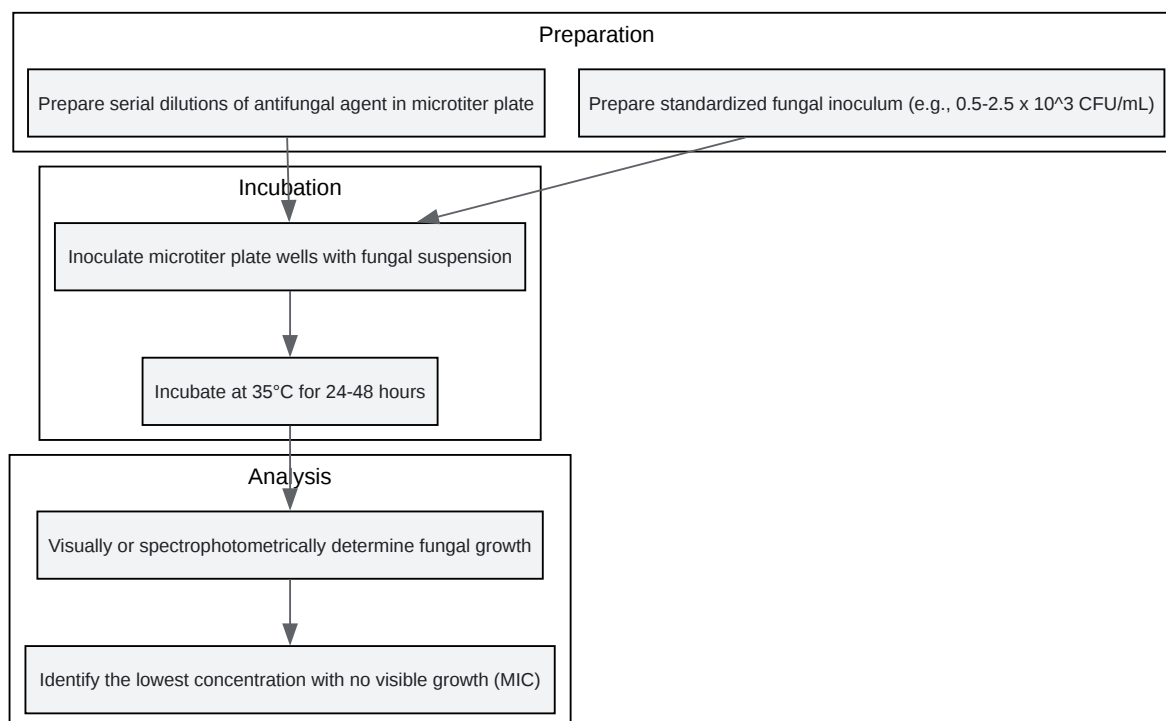 Preparation
Prepare serial dilutions of antifungal agent in microtiter plate
Prepare standardized fungal inoculum (e.g., 0.5-2.5 x 10^3 CFU/mL)
Incubation
Inoculate microtiter plate wells with fungal suspension
Incubate at 35°C for 24-48 hours
Analysis
Visually or spectrophotometrically determine fungal growth
Identify the lowest concentration with no visible growth (MIC)